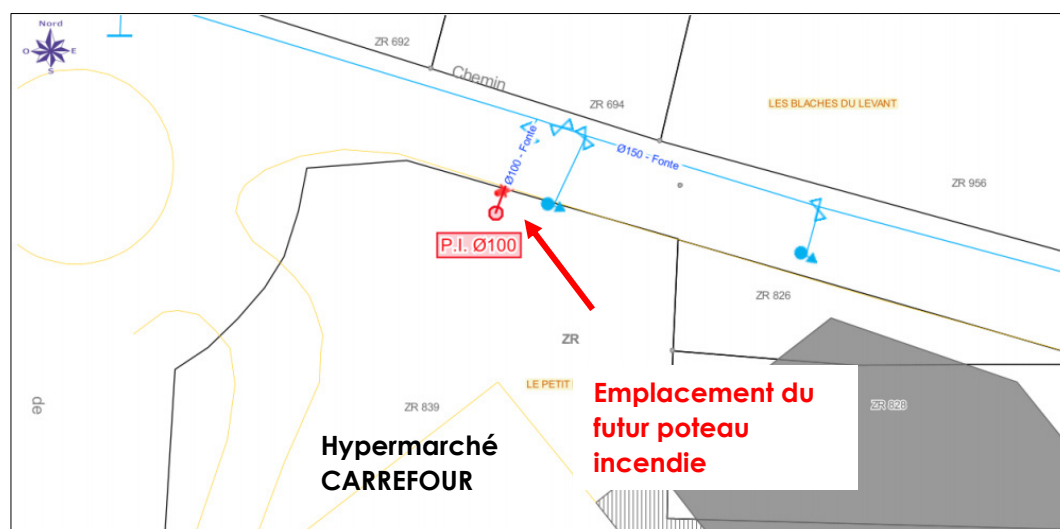 Nord
O
E
S
ZR 692
Chemin
ZR 694
LES BLACHES DU LEVANT
Ø100 - Fonte
Ø150 - Fonte
ZR 956
P.I. Ø100
ZR 826
ZR
LE PETIT
de
ZR 839
ZR 828
Emplacement du
futur poteau
incendie
Hypermarché
CARREFOUR